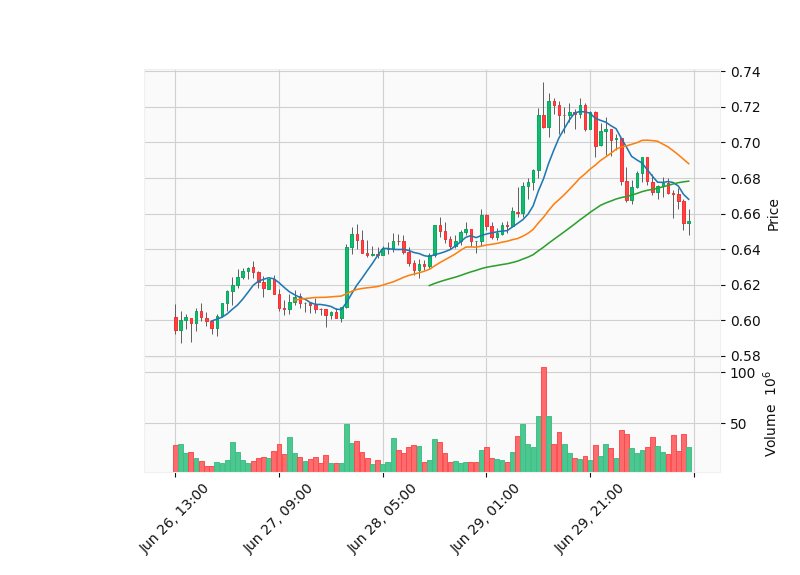 0.74
0.72
0.70
0.68
0.66
0.64
0.62
0.60
0.58
Price
100
50
Volume 10⁶
Jun 26, 13:00
Jun 27, 09:00
Jun 28, 05:00
Jun 29, 01:00
Jun 29, 21:00